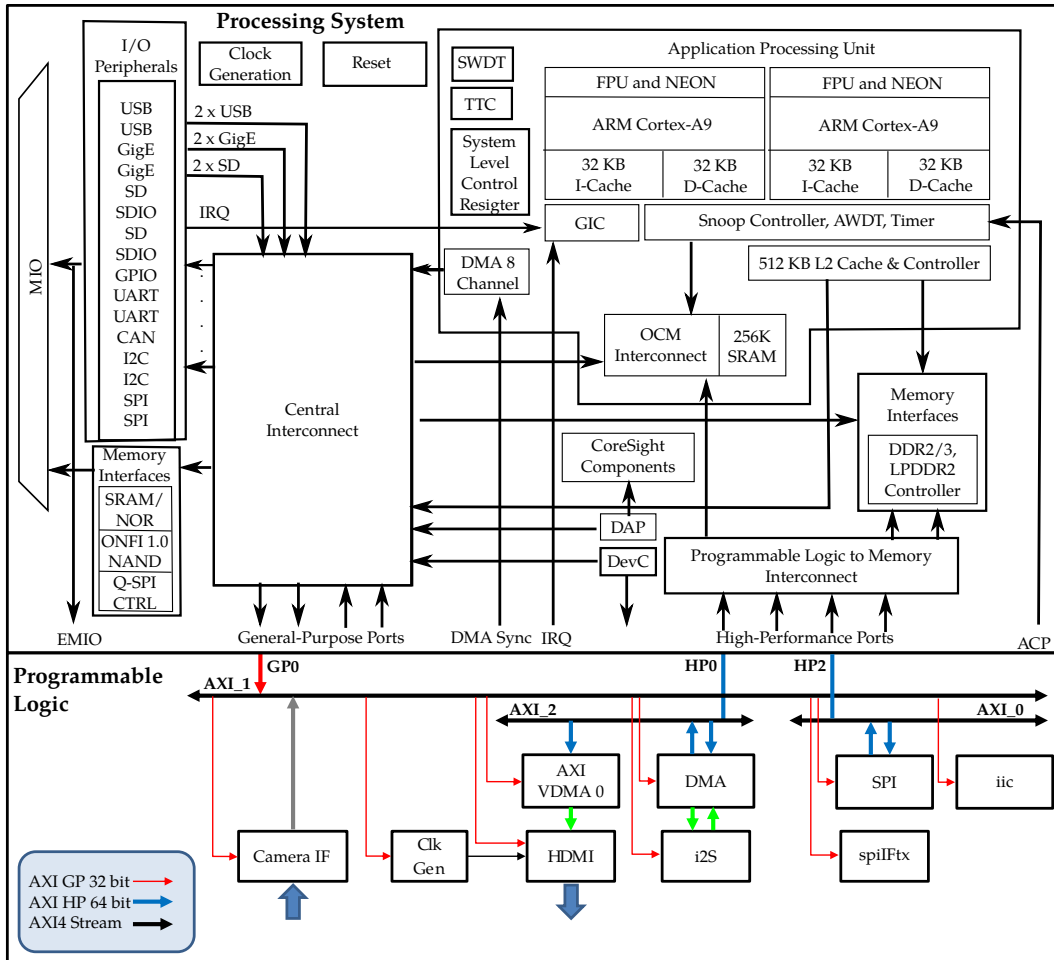 Processing System
I/O
Peripherals
USB
USB
GigE
GigE
SD
SDIO
SD
SDIO
GPIO
UART
UART
CAN
I2C
I2C
SPI
SPI
MIO
Clock
Generation
Reset
2 x USB
2 x GigE
2 x SD
IRQ
SWDT
TTC
System
Level
Control
Resigter
Application Processing Unit
FPU and NEON
ARM Cortex-A9
32 KB
I-Cache
32 KB
D-Cache
FPU and NEON
ARM Cortex-A9
32 KB
I-Cache
32 KB
D-Cache
GIC
Snoop Controller, AWDT, Timer
DMA 8
Channel
512 KB L2 Cache & Controller
OCM
Interconnect
256K
SRAM
Central
Interconnect
Memory
Interfaces
DDR2/3,
LPDDR2
Controller
CoreSight
Components
DAP
DevC
Programmable Logic to Memory
Interconnect
Memory
Interfaces
SRAM/
NOR
ONFI 1.0
NAND
Q-SPI
CTRL
EMIO
General-Purpose Ports
DMA Sync
IRQ
High-Performance Ports
ACP
Programmable
Logic
GP0
HP0
HP2
AXI_1
AXI_2
AXI_0
AXI
VDMA 0
DMA
SPI
iic
Camera IF
Clk
Gen
HDMI
i2S
spiIFtx
AXI GP 32 bit
AXI HP 64 bit
AXI4 Stream